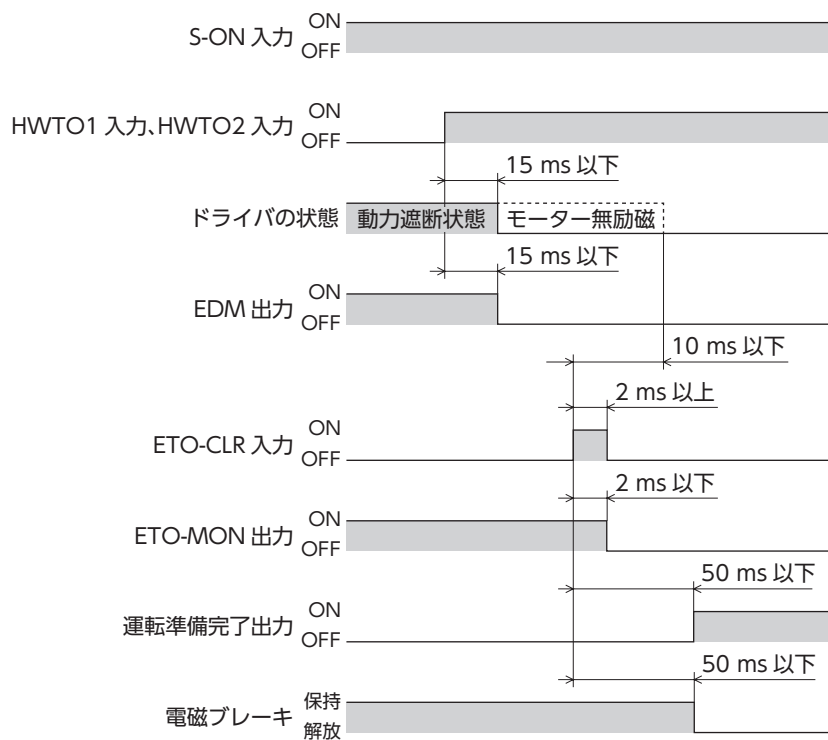 S-ON 入力
ON
OFF
HWTO1 入力、HWTO2 入力
ON
OFF
15 ms 以下
ドライバの状態
動力遮断状態
モーター無励磁
15 ms 以下
EDM 出力
ON
OFF
10 ms 以下
2 ms 以上
ETO-CLR 入力
ON
OFF
2 ms 以下
ETO-MON 出力
ON
OFF
50 ms 以下
運転準備完了出力
ON
OFF
50 ms 以下
電磁ブレーキ
保持
解放